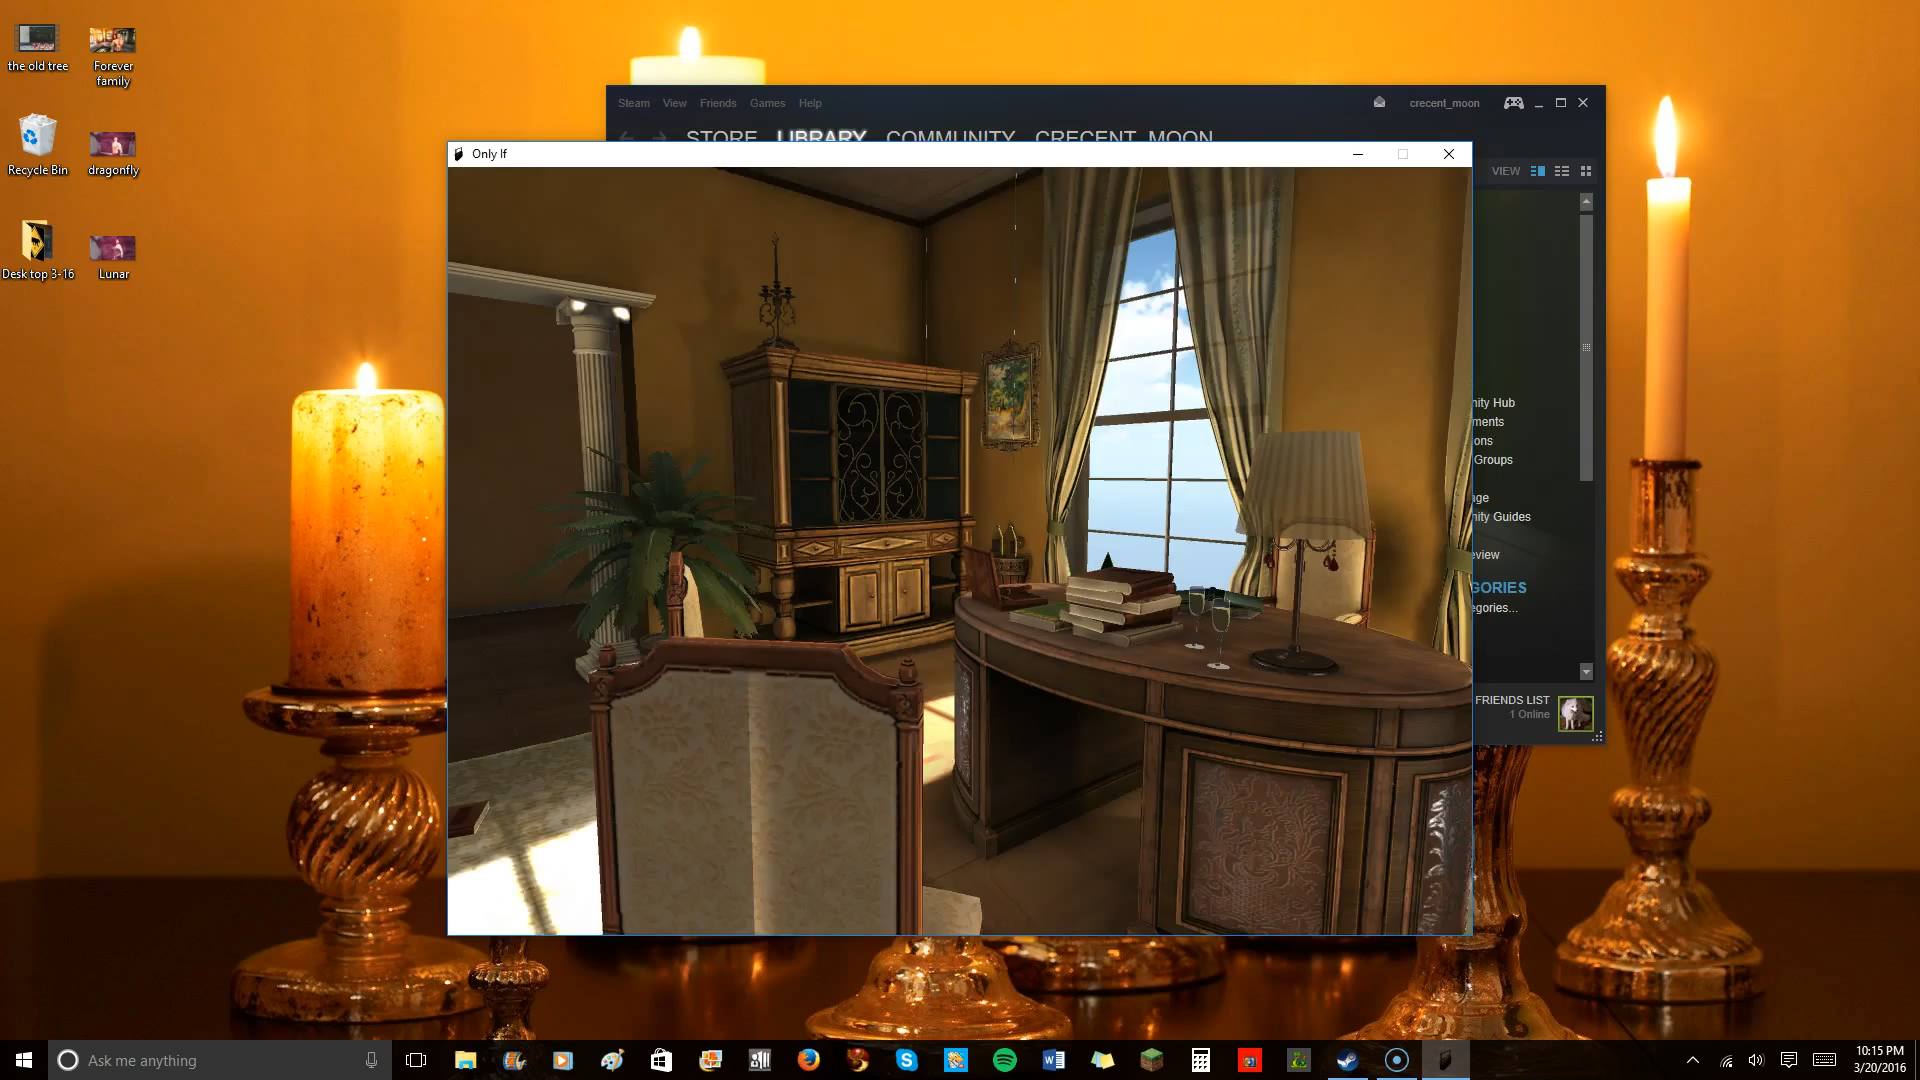 the old tree
Forever
family
Recycle Bin
dragonfly
Desk top 3-16
Lunar
Steam View Friends Games Help
crecent_moon
STORE LIBRARY COMMUNITY CRECENT_MOON
Only If
VIEW
nity Hub
ments
ons
Groups
age
nity Guides
eview
GORIES
egories...
FRIENDS LIST
1 Online
Ask me anything
10:15 PM
3/20/2016